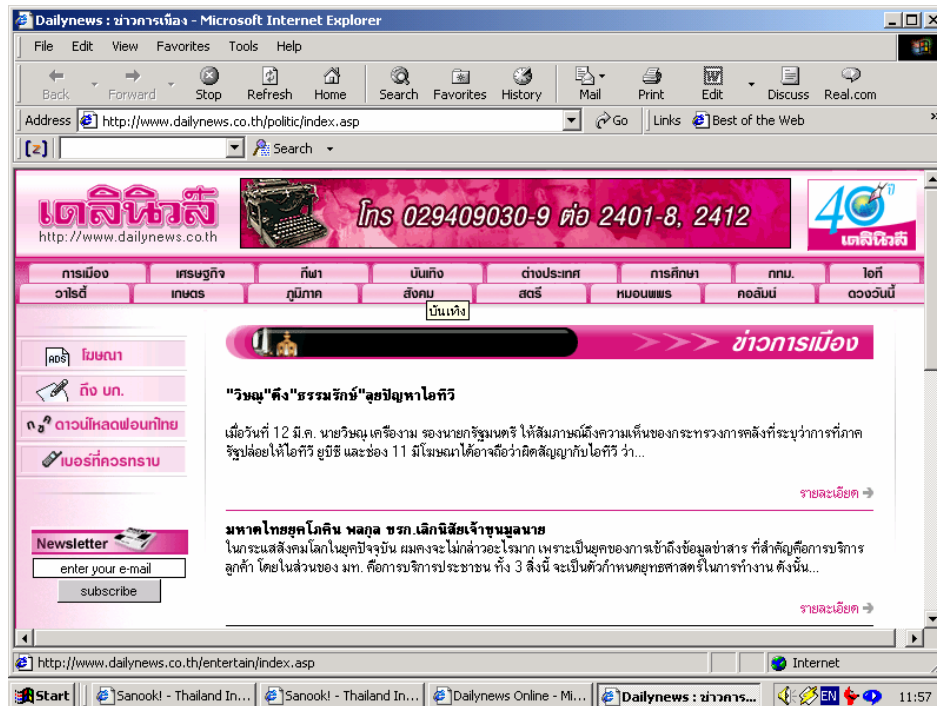 Dailynews : ข่าวการเมือง - Microsoft Internet Explorer
File Edit View Favorites Tools Help
Back Forward Stop Refresh Home Search Favorites History Mail Print Edit Discuss Real.com
Address http://www.dailynews.co.th/politic/index.asp Go Links Best of the Web »
[z] Search
เดลินิวส์
http://www.dailynews.co.th
โทร 029409030-9 ต่อ 2401-8, 2412
40 ปี
เดลินิวส์
การเมือง เศรษฐกิจ กีฬา บันเทิง ต่างประเทศ การศึกษา กทม. ไอที
วาไรตี้ เกษตร ภูมิภาค สังคม สตรี หมอนแพร คอลัมน์ ดวงวันนี้
บันเทิง
>>> ข่าวการเมือง
ADS โฆษณา
ถึง บก.
ก ข ค ดาวน์โหลดฟอนท์ไทย
เบอร์ที่ควรทราบ
"วิษณุ"ดึง"ธรรมรักษ์"ลุยปัญหาไอทีวี
เมื่อวันที่ 12 มี.ค. นายวิษณุ เครืองาม รองนายกรัฐมนตรี ให้สัมภาษณ์ถึงความเห็นของกระทรวงการคลังที่ระบุว่าการที่ภาค
รัฐปล่อยให้ไอทีวี ยูบีซี และช่อง 11 มีโฆษณาได้อาจถือว่าผิดสัญญากับไอทีวี ว่า...
รายละเอียด
มหาดไทยยุคโภคิน พลกุล ขรก.เลิกนิสัยเจ้าขุนมูลนาย
ในกระแสสังคมโลกในยุคปัจจุบัน ผมคงจะไม่กล่าวอะไรมาก เพราะเป็นยุคของการเข้าถึงข้อมูลข่าสาร ที่สำคัญคือการบริการ
ลูกค้า โดยในส่วนของ มท. คือการบริการประชาชน ทั้ง 3 สิ่งนี้ จะเป็นตัวกำหนดยุทธศาสตร์ในการทำงาน ดังนั้น...
รายละเอียด
Newsletter
enter your e-mail
subscribe
http://www.dailynews.co.th/entertain/index.asp Internet
Start Sanook! - Thailand In... Sanook! - Thailand In... Dailynews Online - Mi... Dailynews : ข่าวการ... EN 11:57